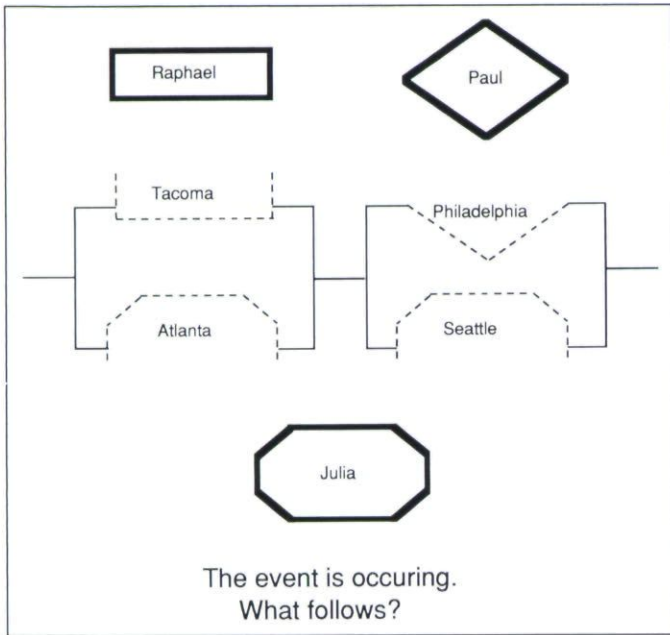 Raphael
Paul
Tacoma
Philadelphia
Atlanta
Seattle
Julia
The event is occuring.
What follows?